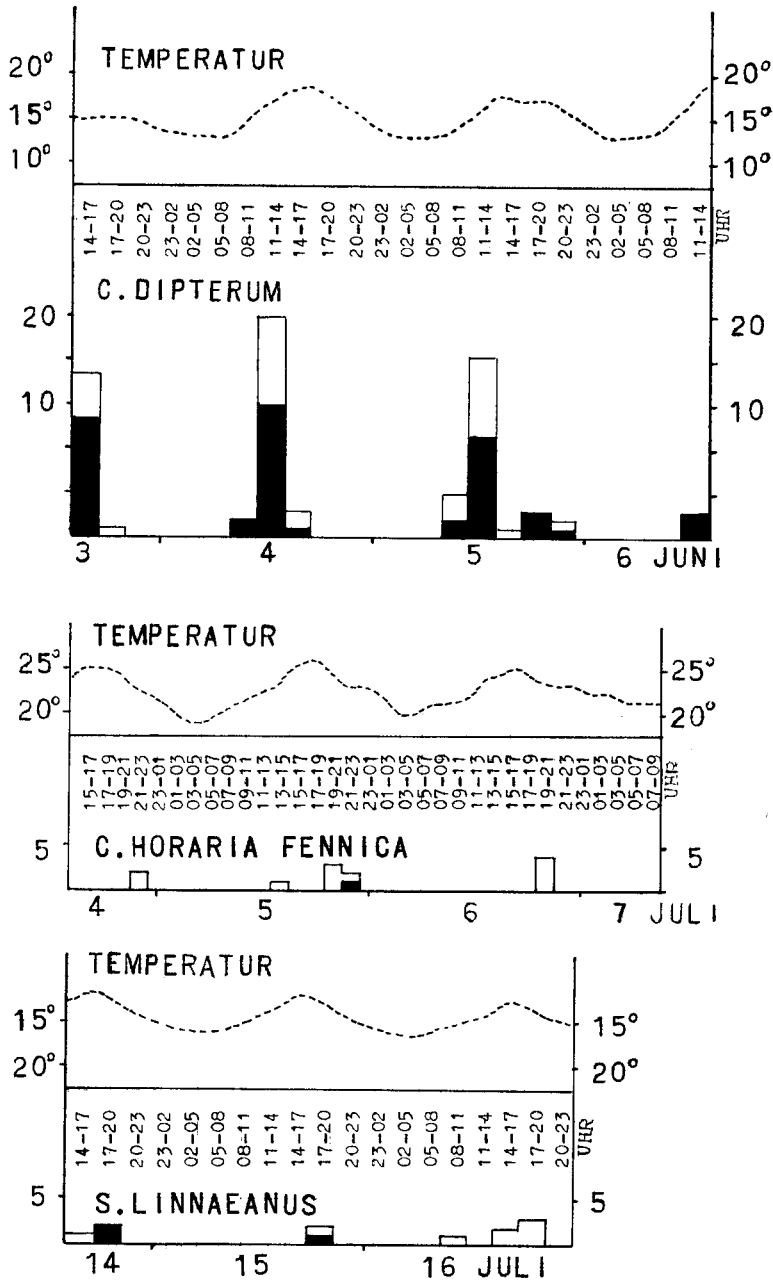 TEMPERATUR
20° 20°
15° 15°
10° 10°
14-17 17-20 20-23 23-02 02-05 05-08 08-11 11-14 14-17 17-20 20-23 23-02 02-05 05-08 08-11 11-14 14-17 17-20 20-23 23-02 02-05 05-08 08-11 11-14 UHR
C.DIPTERUM
20 20
10 10
3 4 5 6 JUNI
TEMPERATUR
25° 25°
20° 20°
15-17 17-19 19-21 21-23 23-01 01-03 03-05 05-07 07-09 09-11 11-13 13-15 15-17 17-19 19-21 21-23 23-01 01-03 03-05 05-07 07-09 09-11 11-13 13-15 15-17 17-19 19-21 21-23 23-01 01-03 03-05 05-07 07-09 UHR
C.HORARIA FENNICA
5 5
4 5 6 7 JULI
TEMPERATUR
15° 15°
20° 20°
14-17 17-20 20-23 23-02 02-05 05-08 08-11 11-14 14-17 17-20 20-23 23-02 02-05 05-08 08-11 11-14 14-17 17-20 20-23 UHR
S.LINNAEANUS
5 5
14 15 16 JULI